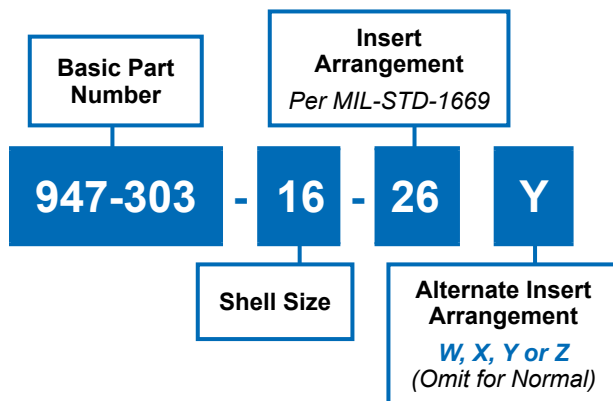 Basic Part
Number
Insert
Arrangement
Per MIL-STD-1669
947-303 - 16 - 26 Y
Shell Size
Alternate Insert
Arrangement
W, X, Y or Z
(Omit for Normal)